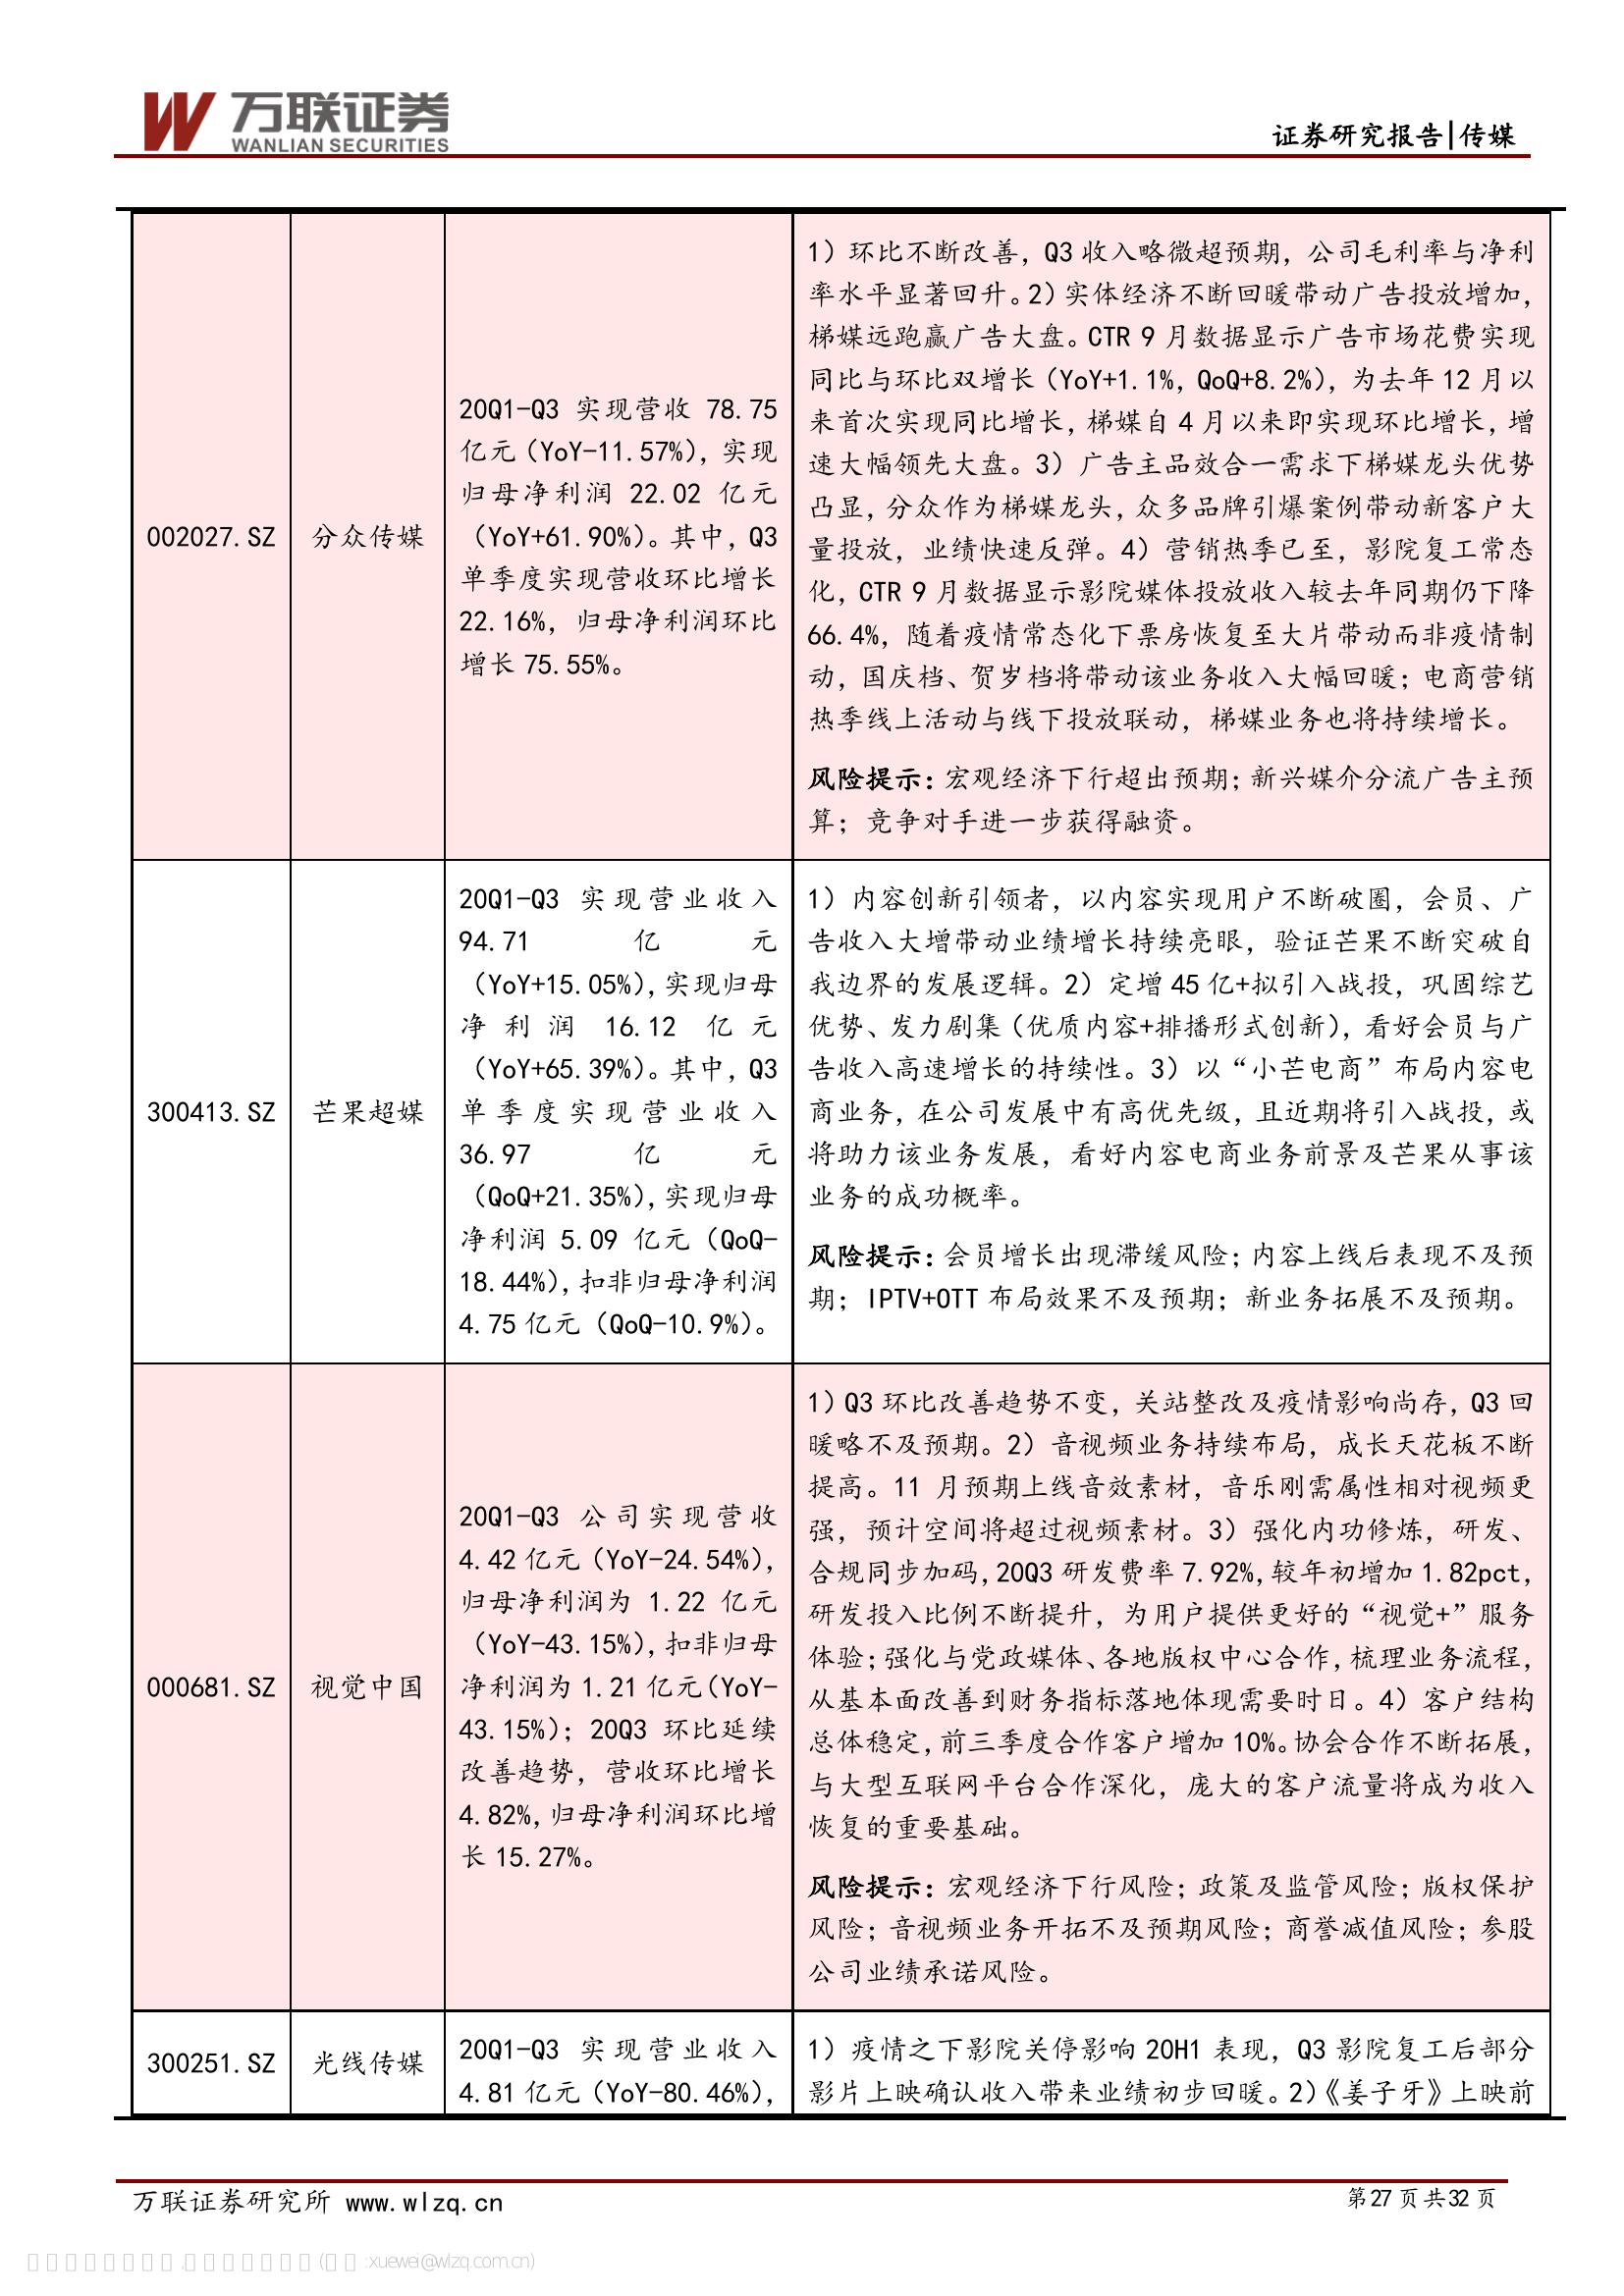 万联证券
WANLIAN SECURITIES
证券研究报告|传媒
002027.SZ
分众传媒
20Q1-Q3 实现营收 78.75
亿元（YoY-11.57%），实现
归母净利润 22.02 亿元
（YoY+61.90%）。其中，Q3
单季度实现营收环比增长
22.16%，归母净利润环比
增长 75.55%。
1）环比不断改善，Q3 收入略微超预期，公司毛利率与净利
率水平显著回升。2）实体经济不断回暖带动广告投放增加，
梯媒远跑赢广告大盘。CTR 9 月数据显示广告市场花费实现
同比与环比双增长（YoY+1.1%，QoQ+8.2%），为去年 12 月以
来首次实现同比增长，梯媒自 4 月以来即实现环比增长，增
速大幅领先大盘。3）广告主品效合一需求下梯媒龙头优势
凸显，分众作为梯媒龙头，众多品牌引爆案例带动新客户大
量投放，业绩快速反弹。4）营销热季已至，影院复工常态
化，CTR 9 月数据显示影院媒体投放收入较去年同期仍下降
66.4%，随着疫情常态化下票房恢复至大片带动而非疫情制
动，国庆档、贺岁档将带动该业务收入大幅回暖；电商营销
热季线上活动与线下投放联动，梯媒业务也将持续增长。
风险提示：宏观经济下行超出预期；新兴媒介分流广告主预
算；竞争对手进一步获得融资。
300413.SZ
芒果超媒
20Q1-Q3 实现营业收入
94.71 亿元
（YoY+15.05%），实现归母
净利润 16.12 亿元
（YoY+65.39%）。其中，Q3
单季度实现营业收入
36.97 亿元
（QoQ+21.35%），实现归母
净利润 5.09 亿元（QoQ-
18.44%），扣非归母净利润
4.75 亿元（QoQ-10.9%）。
1）内容创新引领者，以内容实现用户不断破圈，会员、广
告收入大增带动业绩增长持续亮眼，验证芒果不断突破自
我边界的发展逻辑。2）定增 45 亿+拟引入战投，巩固综艺
优势、发力剧集（优质内容+排播形式创新），看好会员与广
告收入高速增长的持续性。3）以“小芒电商”布局内容电
商业务，在公司发展中有高优先级，且近期将引入战投，或
将助力该业务发展，看好内容电商业务前景及芒果从事该
业务的成功概率。
风险提示：会员增长出现滞缓风险；内容上线后表现不及预
期；IPTV+OTT 布局效果不及预期；新业务拓展不及预期。
000681.SZ
视觉中国
20Q1-Q3 公司实现营收
4.42 亿元（YoY-24.54%），
归母净利润为 1.22 亿元
（YoY-43.15%），扣非归母
净利润为 1.21 亿元（YoY-
43.15%）；20Q3 环比延续
改善趋势，营收环比增长
4.82%，归母净利润环比增
长 15.27%。
1）Q3 环比改善趋势不变，关站整改及疫情影响尚存，Q3 回
暖略不及预期。2）音视频业务持续布局，成长天花板不断
提高。11 月预期上线音效素材，音乐刚需属性相对视频更
强，预计空间将超过视频素材。3）强化内功修炼，研发、
合规同步加码，20Q3 研发费率 7.92%，较年初增加 1.82pct，
研发投入比例不断提升，为用户提供更好的“视觉+”服务
体验；强化与党政媒体、各地版权中心合作，梳理业务流程，
从基本面改善到财务指标落地体现需要时日。4）客户结构
总体稳定，前三季度合作客户增加 10%。协会合作不断拓展，
与大型互联网平台合作深化，庞大的客户流量将成为收入
恢复的重要基础。
风险提示：宏观经济下行风险；政策及监管风险；版权保护
风险；音视频业务开拓不及预期风险；商誉减值风险；参股
公司业绩承诺风险。
300251.SZ
光线传媒
20Q1-Q3 实现营业收入
4.81 亿元（YoY-80.46%），
1）疫情之下影院关停影响 20H1 表现，Q3 影院复工后部分
影片上映确认收入带来业绩初步回暖。2）《姜子牙》上映前
万联证券研究所 www.wlzq.cn
第27 页 共32 页
:xuewei@wlzq.com.cn)